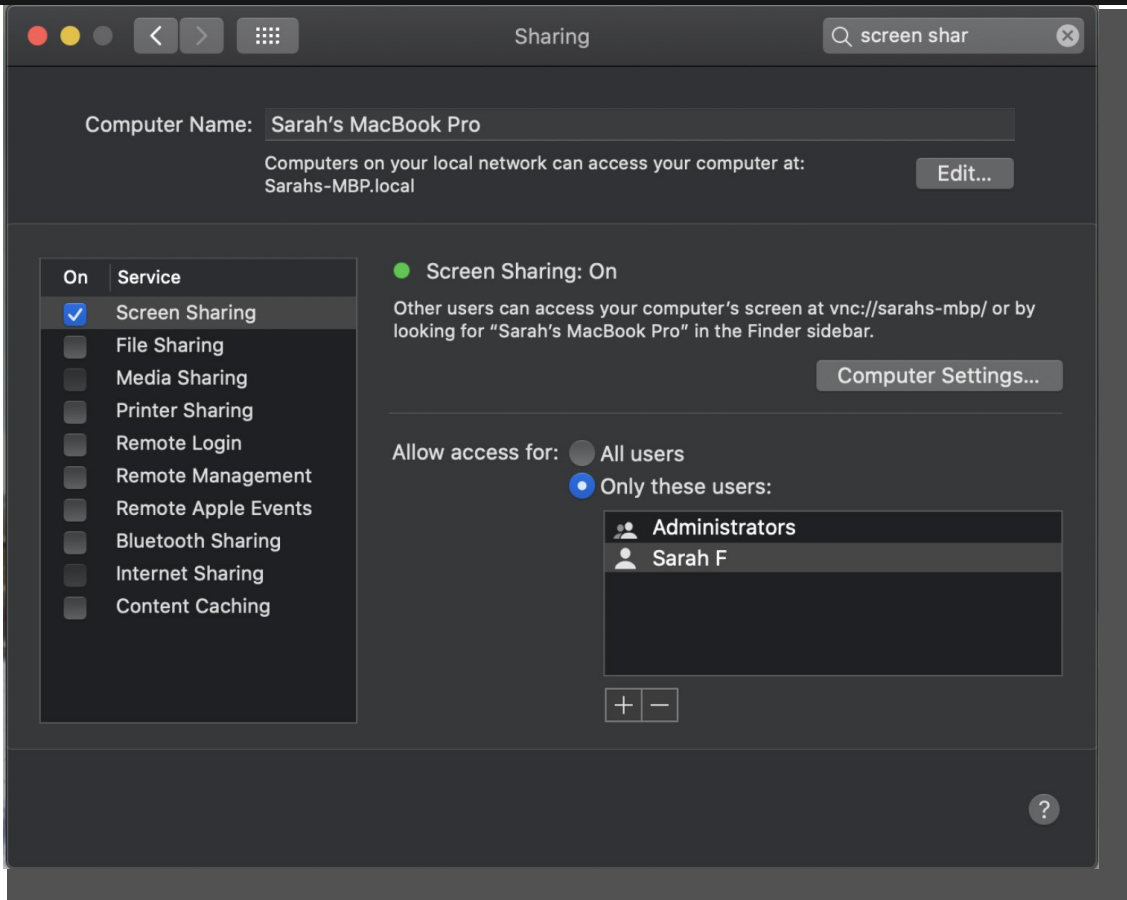 Sharing
screen shar
Computer Name: Sarah's MacBook Pro
Computers on your local network can access your computer at:
Sarahs-MBP.local
Edit...
On Service
Screen Sharing
File Sharing
Media Sharing
Printer Sharing
Remote Login
Remote Management
Remote Apple Events
Bluetooth Sharing
Internet Sharing
Content Caching
Screen Sharing: On
Other users can access your computer's screen at vnc://sarahs-mbp/ or by
looking for “Sarah's MacBook Pro” in the Finder sidebar.
Computer Settings...
Allow access for: All users
Only these users:
Administrators
Sarah F
+ −
?